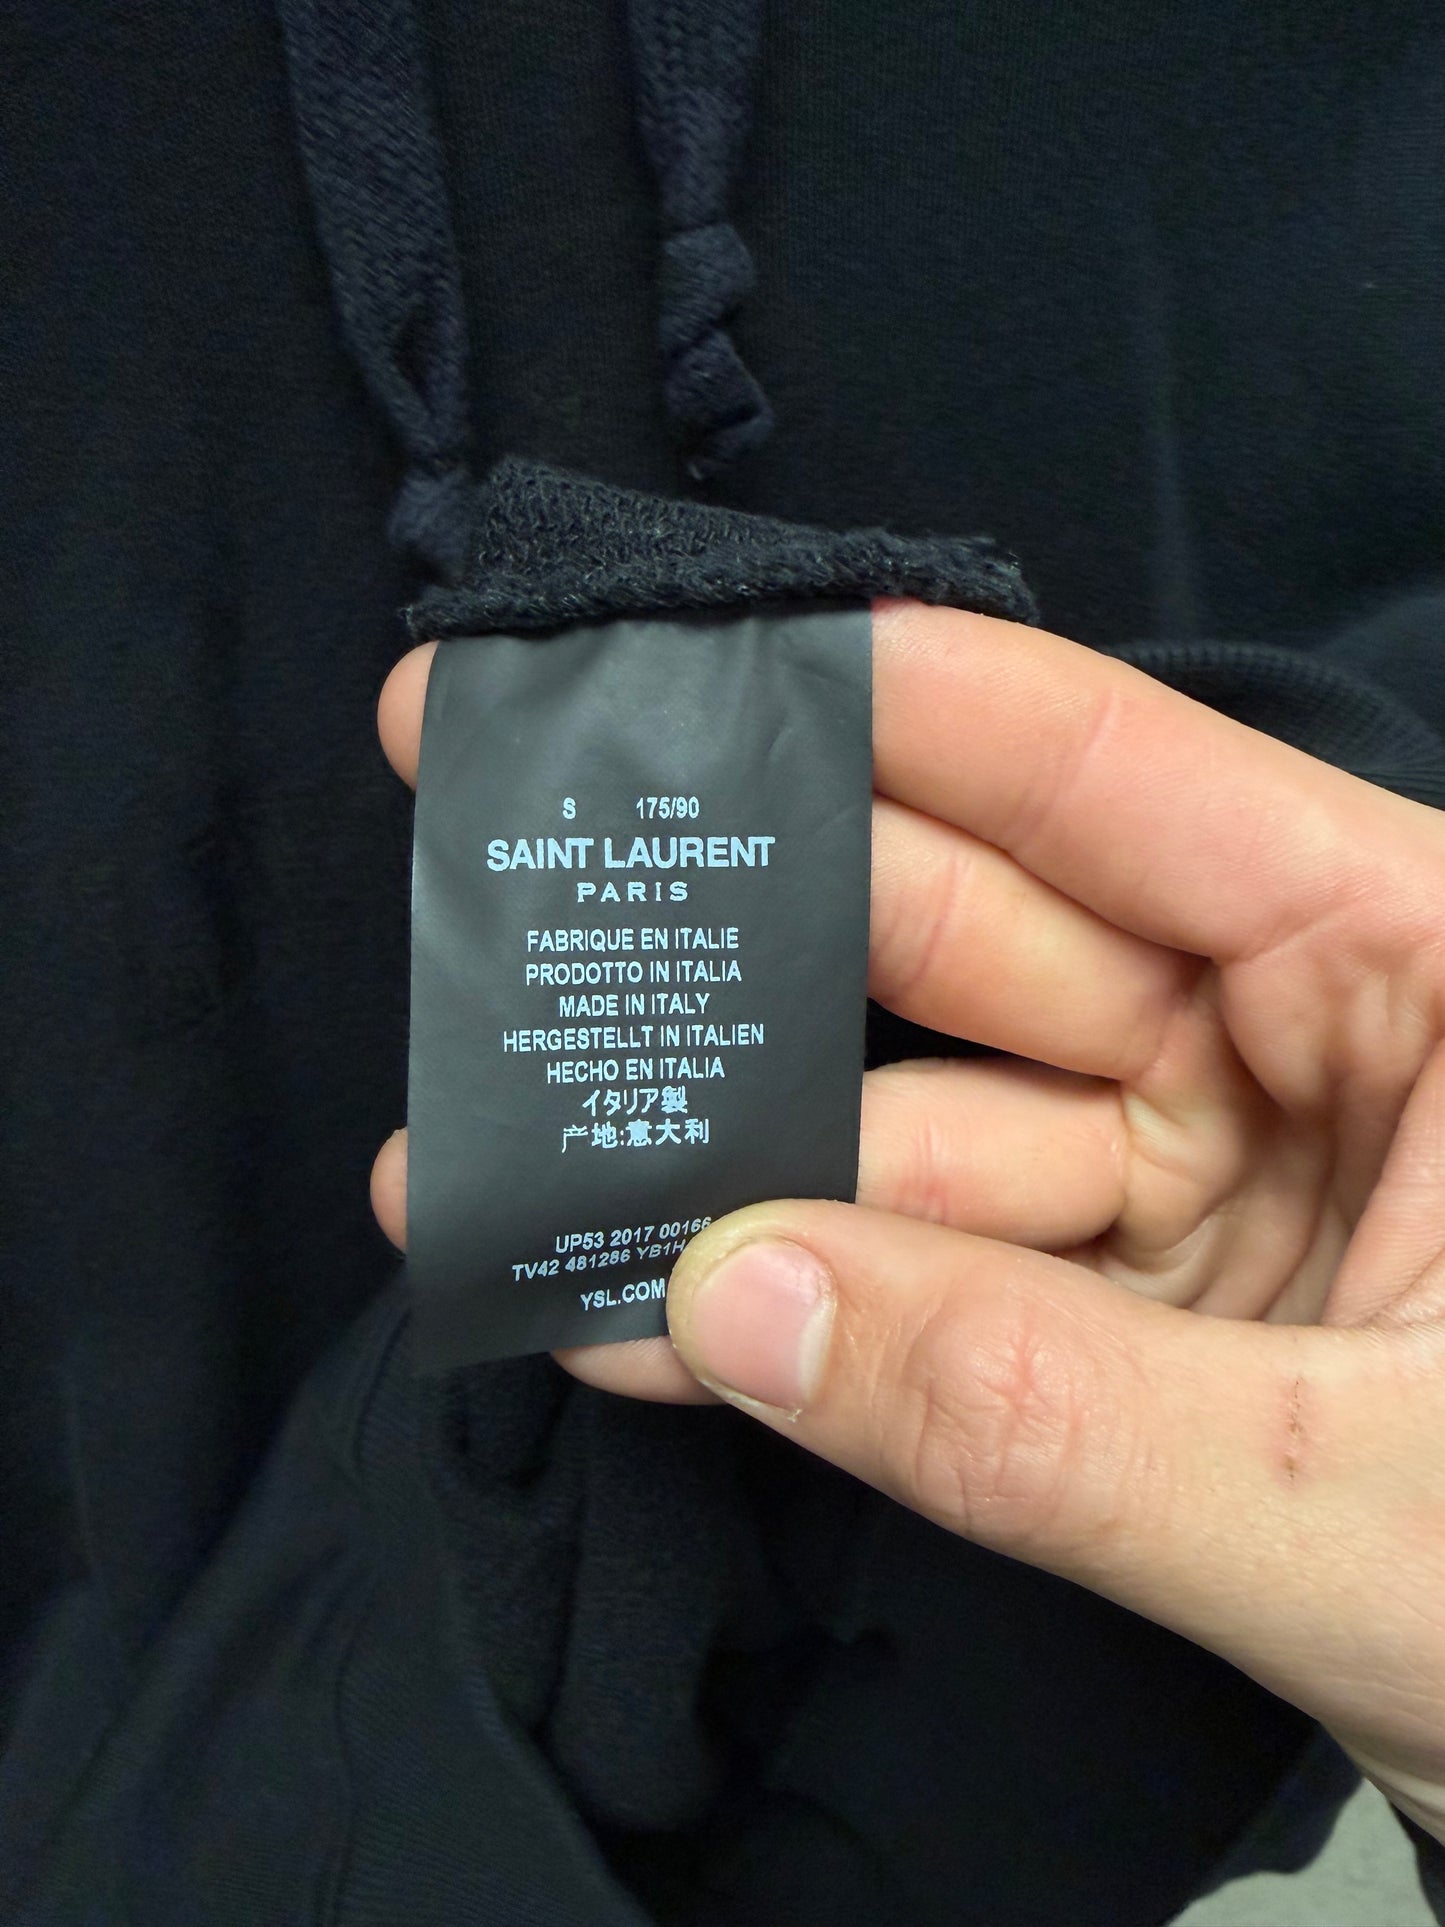 S 175/90
SAINT LAURENT
PARIS
FABRIQUE EN ITALIE
PRODOTTO IN ITALIA
MADE IN ITALY
HERGESTELLT IN ITALIEN
HECHO EN ITALIA
イタリア製
产地:意大利
UP53 2017 00166
TV42 481286 YB1H
YSL.COM